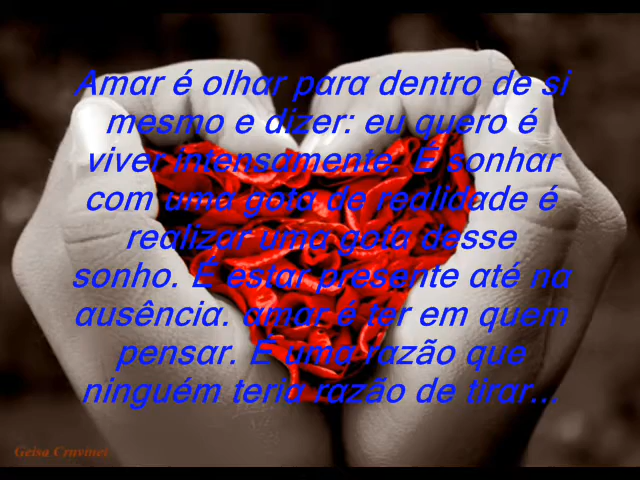 Amar é olhar para dentro de si
mesmo e dizer: eu quero é
viver intensamente. É sonhar
com uma gota de realidade é
realizar uma gota desse
sonho. É estar presente até na
ausência. amar é ter em quem
pensar. É uma razão que
ninguém teria razão de tirar...
Geisa